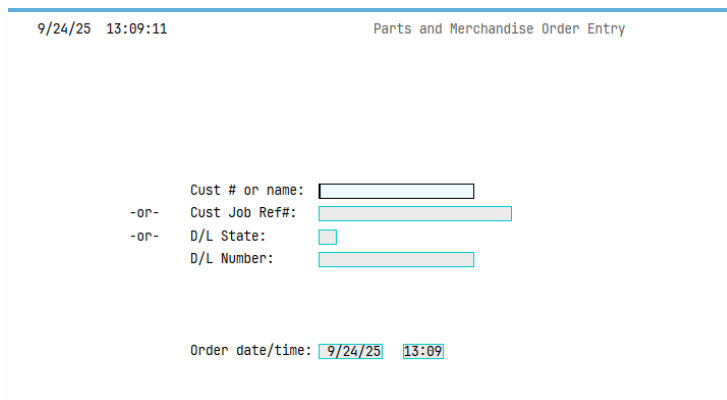 9/24/25 13:09:11 Parts and Merchandise Order Entry
Cust # or name:
-or- Cust Job Ref#:
-or- D/L State:
D/L Number:
Order date/time: 9/24/25 13:09